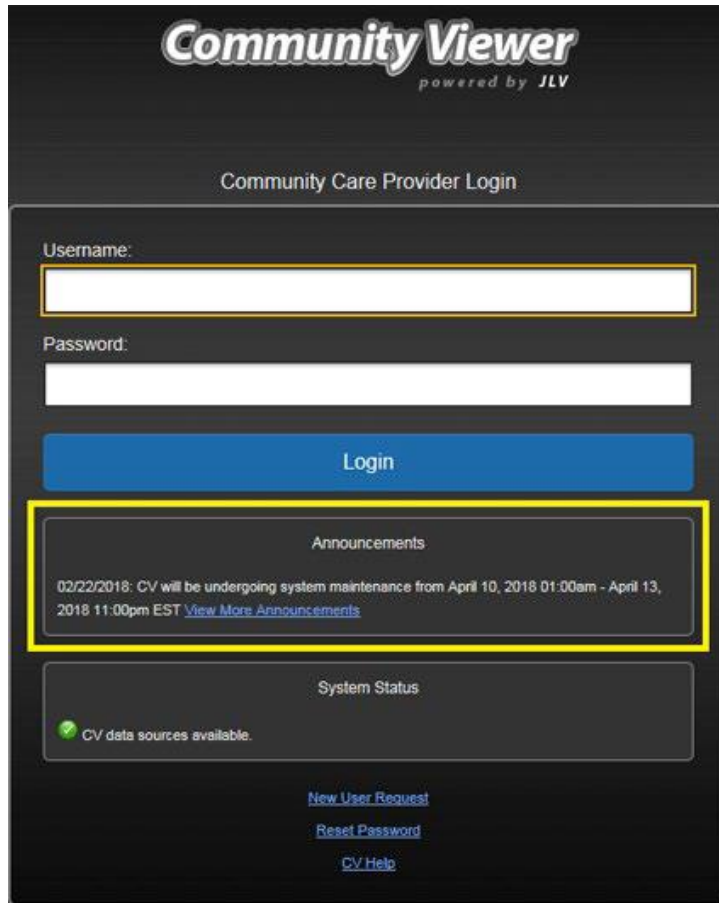 Community Viewer
powered by JLV
Community Care Provider Login
Username:
Password:
Login
Announcements
02/22/2018: CV will be undergoing system maintenance from April 10, 2018 01:00am - April 13,
2018 11:00pm EST View More Announcements
System Status
CV data sources available.
New User Request
Reset Password
CV Help